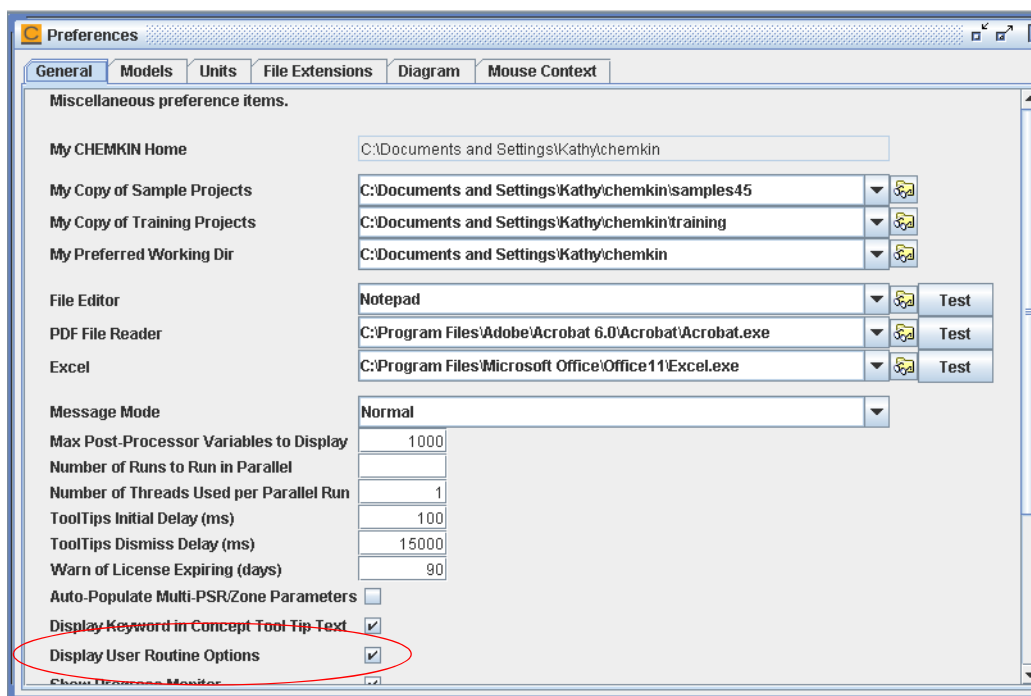 Preferences
General Models Units File Extensions Diagram Mouse Context
Miscellaneous preference items.
My CHEMKIN Home C:\Documents and Settings\Kathy\chemkin
My Copy of Sample Projects C:\Documents and Settings\Kathy\chemkin\samples45
My Copy of Training Projects C:\Documents and Settings\Kathy\chemkin\training
My Preferred Working Dir C:\Documents and Settings\Kathy\chemkin
File Editor Notepad Test
PDF File Reader C:\Program Files\Adobe\Acrobat 6.0\Acrobat\Acrobat.exe Test
Excel C:\Program Files\Microsoft Office\Office11\Excel.exe Test
Message Mode Normal
Max Post-Processor Variables to Display 1000
Number of Runs to Run in Parallel
Number of Threads Used per Parallel Run 1
ToolTips Initial Delay (ms) 100
ToolTips Dismiss Delay (ms) 15000
Warn of License Expiring (days) 90
Auto-Populate Multi-PSR/Zone Parameters
Display Keyword in Concept Tool Tip Text
Display User Routine Options
Show Progress Monitor